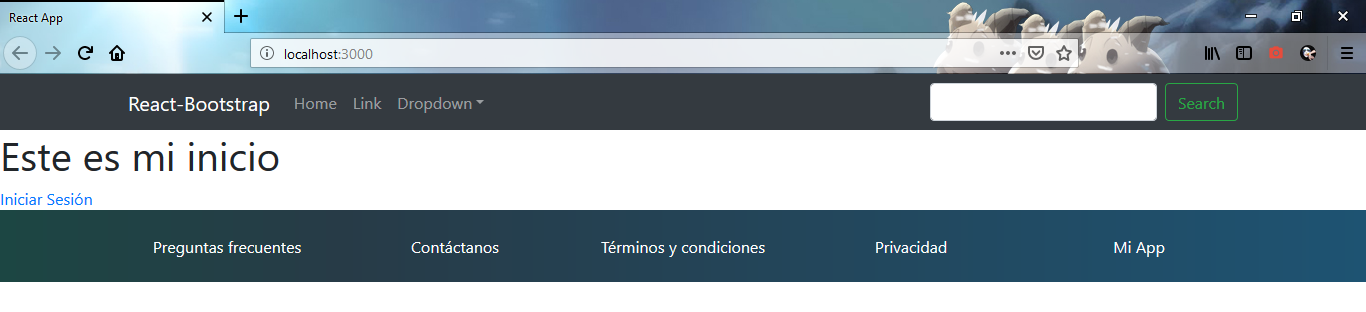 React App
localhost:3000
React-Bootstrap Home Link Dropdown Search
Este es mi inicio
Iniciar Sesión
Preguntas frecuentes Contáctanos Términos y condiciones Privacidad Mi App